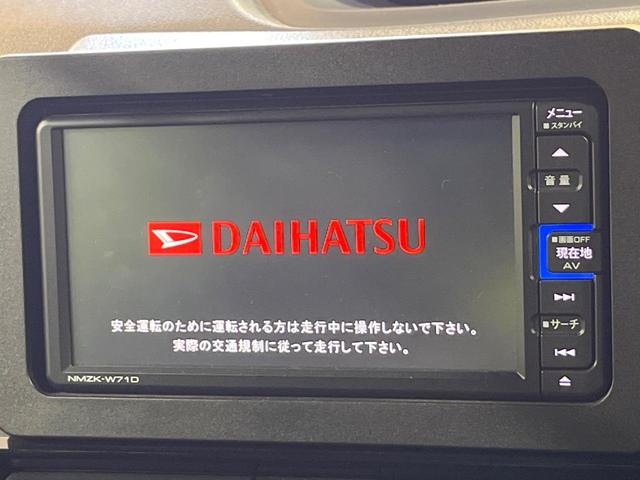 DAIHATSU
安全運転のために運転される方は走行中に操作しないで下さい。
実際の交通規制に従って走行して下さい。
NMZK-W71D
メニュー
スタンバイ
音量
画面OFF
現在地
AV
サーチ